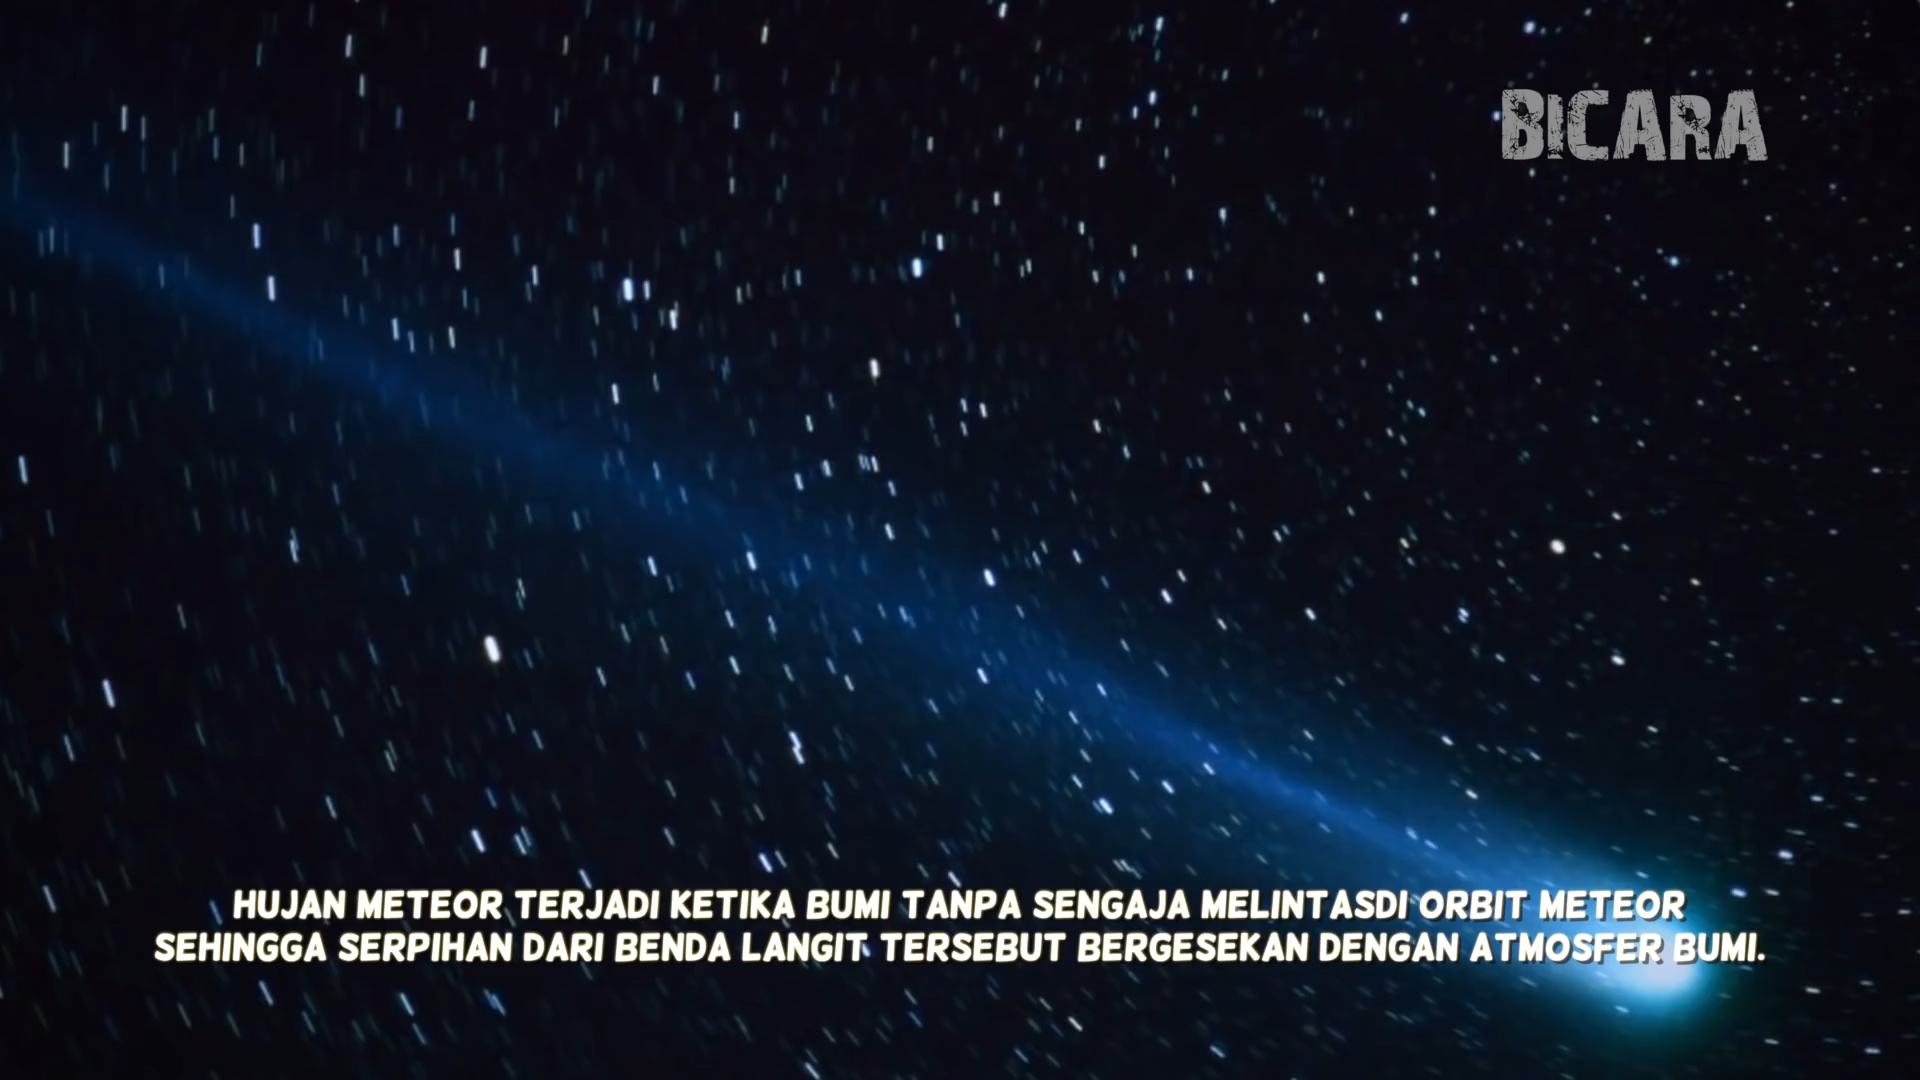 BICARA
HUJAN METEOR TERJADI KETIKA BUMI TANPA SENGAJA MELINTASDI ORBIT METEOR
SEHINGGA SERPIHAN DARI BENDA LANGIT TERSEBUT BERGESEKAN DENGAN ATMOSFER BUMI.